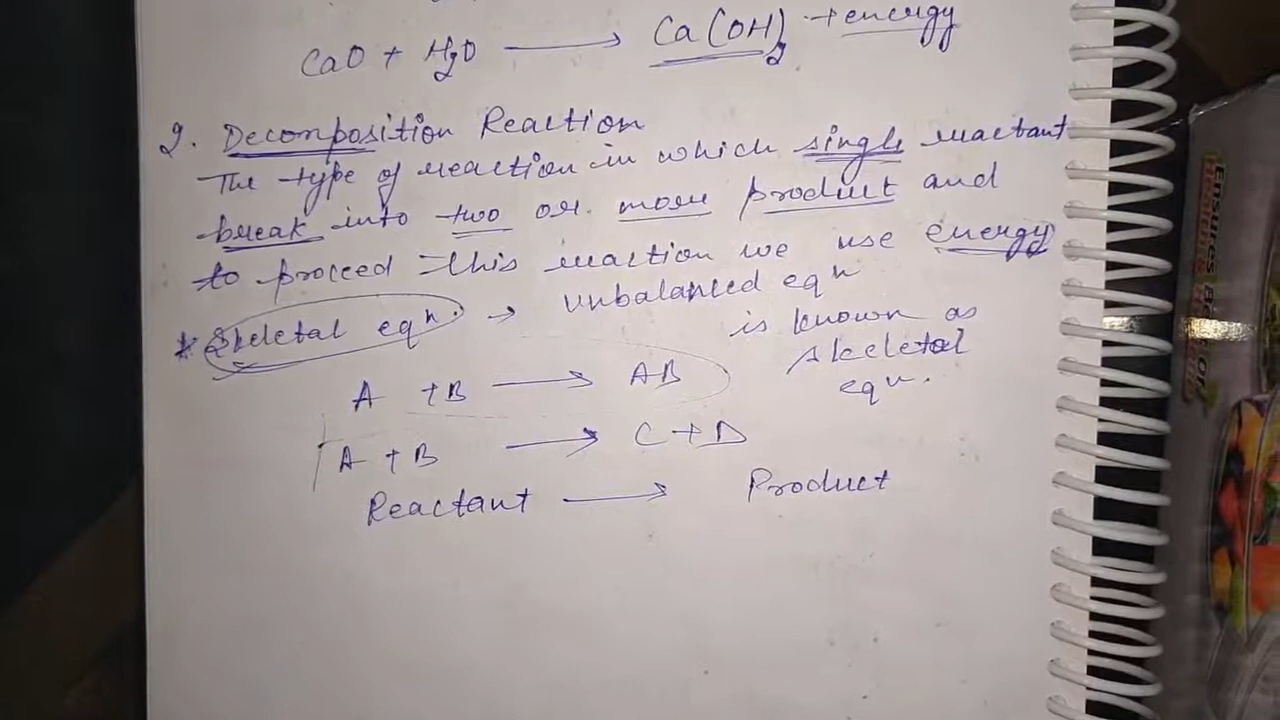 CaO + H2O ⟶ Ca(OH)2 + energy
2. Decomposition Reaction
The type of reaction in which single reactant
break into two or more product and
to proceed this reaction we use energy
* Skeletal eqn. → Unbalanced eqn
is known as
skeletal
eqn.
A + B ⟶ AB
A + B ⟶ C + D
Reactant ⟶ Product
Ensures